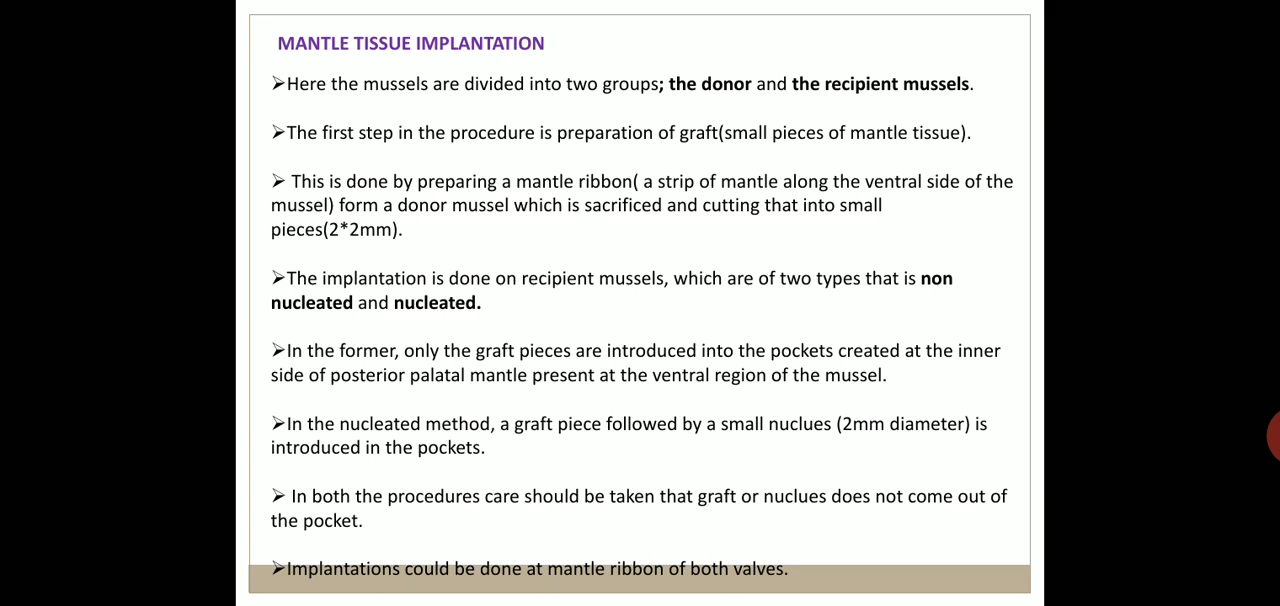 MANTLE TISSUE IMPLANTATION
➢Here the mussels are divided into two groups; the donor and the recipient mussels.
➢The first step in the procedure is preparation of graft(small pieces of mantle tissue).
➢ This is done by preparing a mantle ribbon( a strip of mantle along the ventral side of the
mussel) form a donor mussel which is sacrificed and cutting that into small
pieces(2*2mm).
➢The implantation is done on recipient mussels, which are of two types that is non
nucleated and nucleated.
➢In the former, only the graft pieces are introduced into the pockets created at the inner
side of posterior palatal mantle present at the ventral region of the mussel.
➢In the nucleated method, a graft piece followed by a small nuclues (2mm diameter) is
introduced in the pockets.
➢ In both the procedures care should be taken that graft or nuclues does not come out of
the pocket.
➢Implantations could be done at mantle ribbon of both valves.